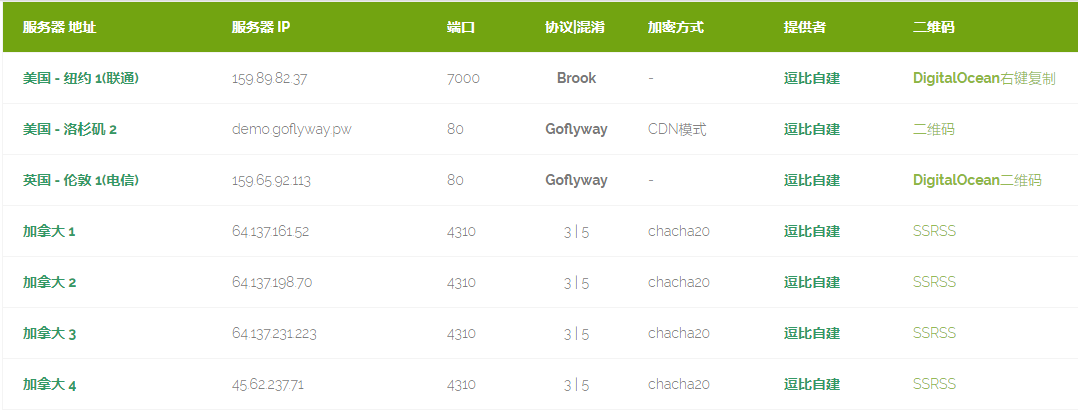 服务器 地址 服务器 IP 端口 协议|混淆 加密方式 提供者 二维码
美国 - 纽约 1(联通) 159.89.82.37 7000 Brook - 逗比自建 DigitalOcean右键复制
美国 - 洛杉矶 2 demo.goflyway.pw 80 Goflyway CDN模式 逗比自建 二维码
英国 - 伦敦 1(电信) 159.65.92.113 80 Goflyway - 逗比自建 DigitalOcean二维码
加拿大 1 64.137.161.52 4310 3 | 5 chacha20 逗比自建 SSRSS
加拿大 2 64.137.198.70 4310 3 | 5 chacha20 逗比自建 SSRSS
加拿大 3 64.137.231.223 4310 3 | 5 chacha20 逗比自建 SSRSS
加拿大 4 45.62.237.71 4310 3 | 5 chacha20 逗比自建 SSRSS